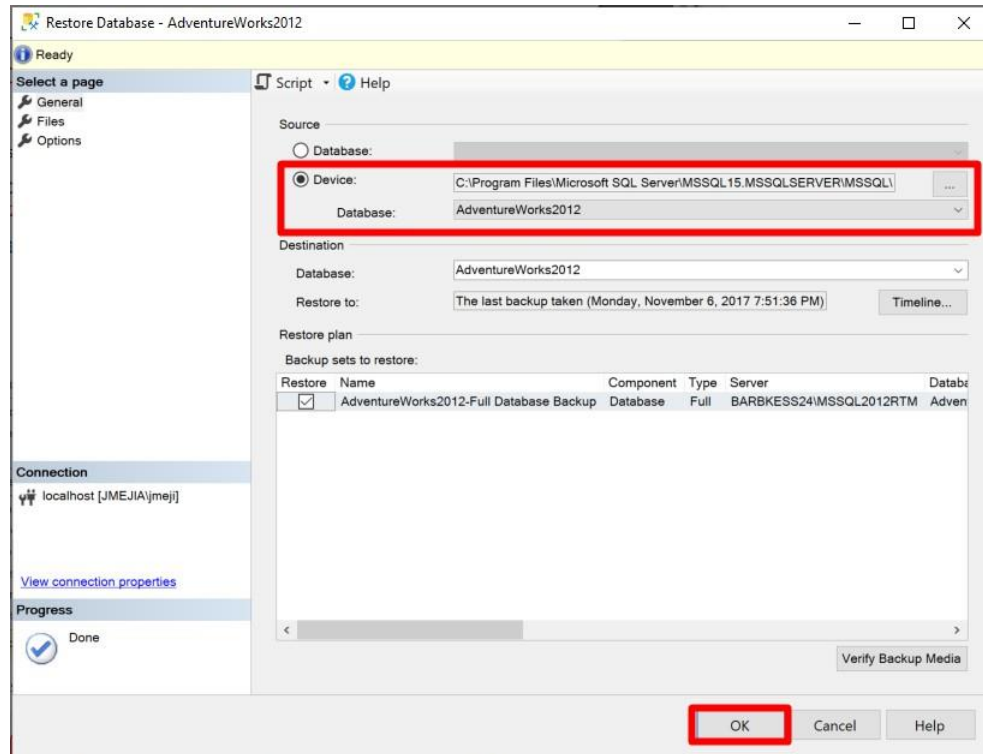 Restore Database - AdventureWorks2012
Ready
Select a page
General
Files
Options
Connection
localhost [JMEJIA\jmeji]
View connection properties
Progress
Done
Script
Help
Source
Database:
Device:
C:\Program Files\Microsoft SQL Server\MSSQL15.MSSQLSERVER\MSSQL\
...
Database:
AdventureWorks2012
Destination
Database:
AdventureWorks2012
Restore to:
The last backup taken (Monday, November 6, 2017 7:51:36 PM)
Timeline...
Restore plan
Backup sets to restore:
Restore Name Component Type Server Databa
AdventureWorks2012-Full Database Backup Database Full BARBKESS24\MSSQL2012RTM Adven
Verify Backup Media
OK Cancel Help